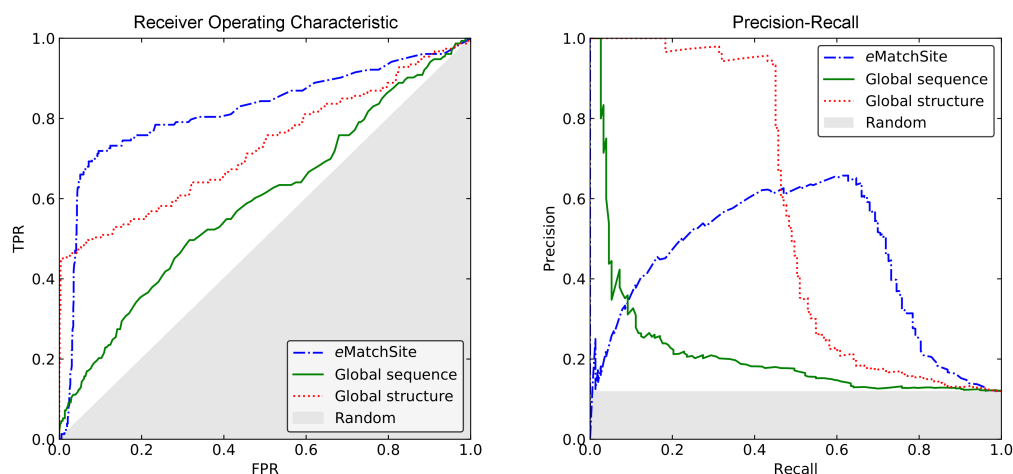 Receiver Operating Characteristic
1.0
0.8
0.6
0.4
0.2
0.0
TPR
0.0 0.2 0.4 0.6 0.8 1.0
FPR
eMatchSite
Global sequence
Global structure
Random
Precision-Recall
1.0
0.8
0.6
0.4
0.2
0.0
Precision
0.0 0.2 0.4 0.6 0.8 1.0
Recall
eMatchSite
Global sequence
Global structure
Random